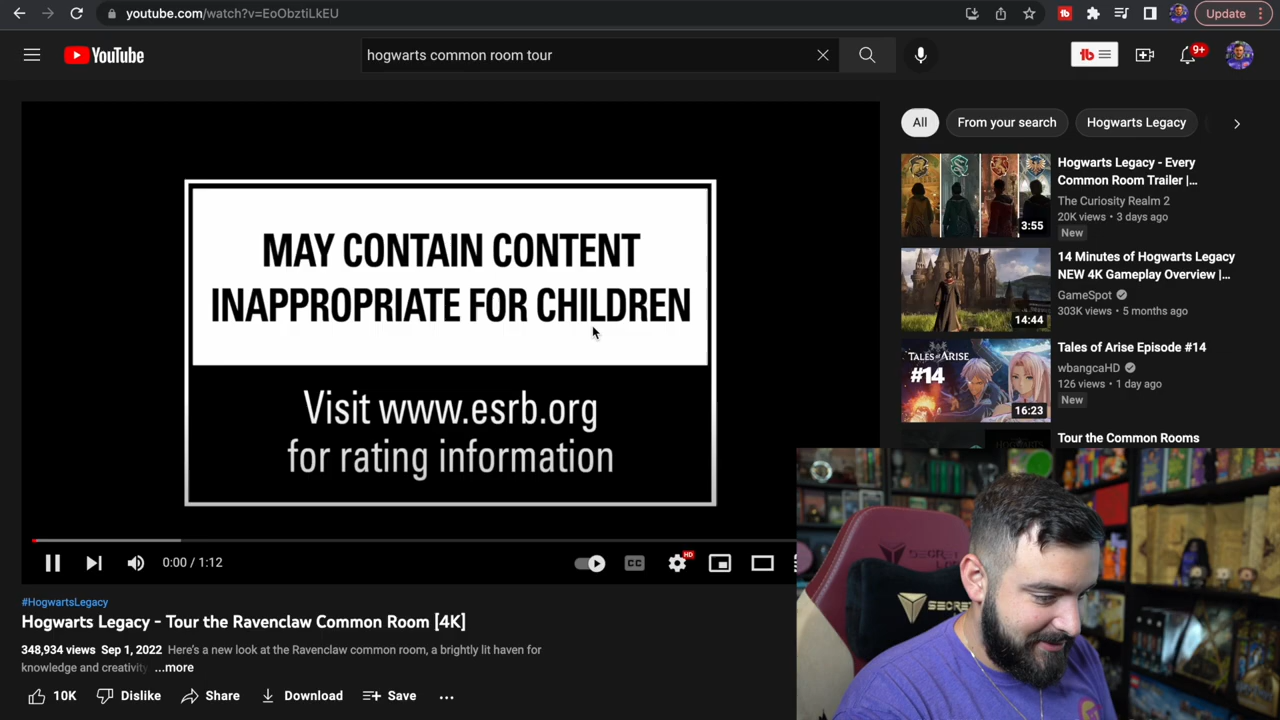 youtube.com/watch?v=EoObztiLkEU
Update
YouTube
hogwarts common room tour
9+
All
From your search
Hogwarts Legacy
MAY CONTAIN CONTENT
INAPPROPRIATE FOR CHILDREN
Visit www.esrb.org
for rating information
3:55
Hogwarts Legacy - Every
Common Room Trailer |...
The Curiosity Realm 2
20K views • 3 days ago
New
14:44
14 Minutes of Hogwarts Legacy
NEW 4K Gameplay Overview |...
GameSpot
303K views • 5 months ago
TALES OF ARISE
#14
16:23
Tales of Arise Episode #14
wbangcaHD
126 views • 1 day ago
New
Tour the Common Rooms
0:00 / 1:12
CC
HD
#HogwartsLegacy
Hogwarts Legacy - Tour the Ravenclaw Common Room [4K]
348,934 views Sep 1, 2022 Here's a new look at the Ravenclaw common room, a brightly lit haven for
knowledge and creativity ...more
10K
Dislike
Share
Download
Save